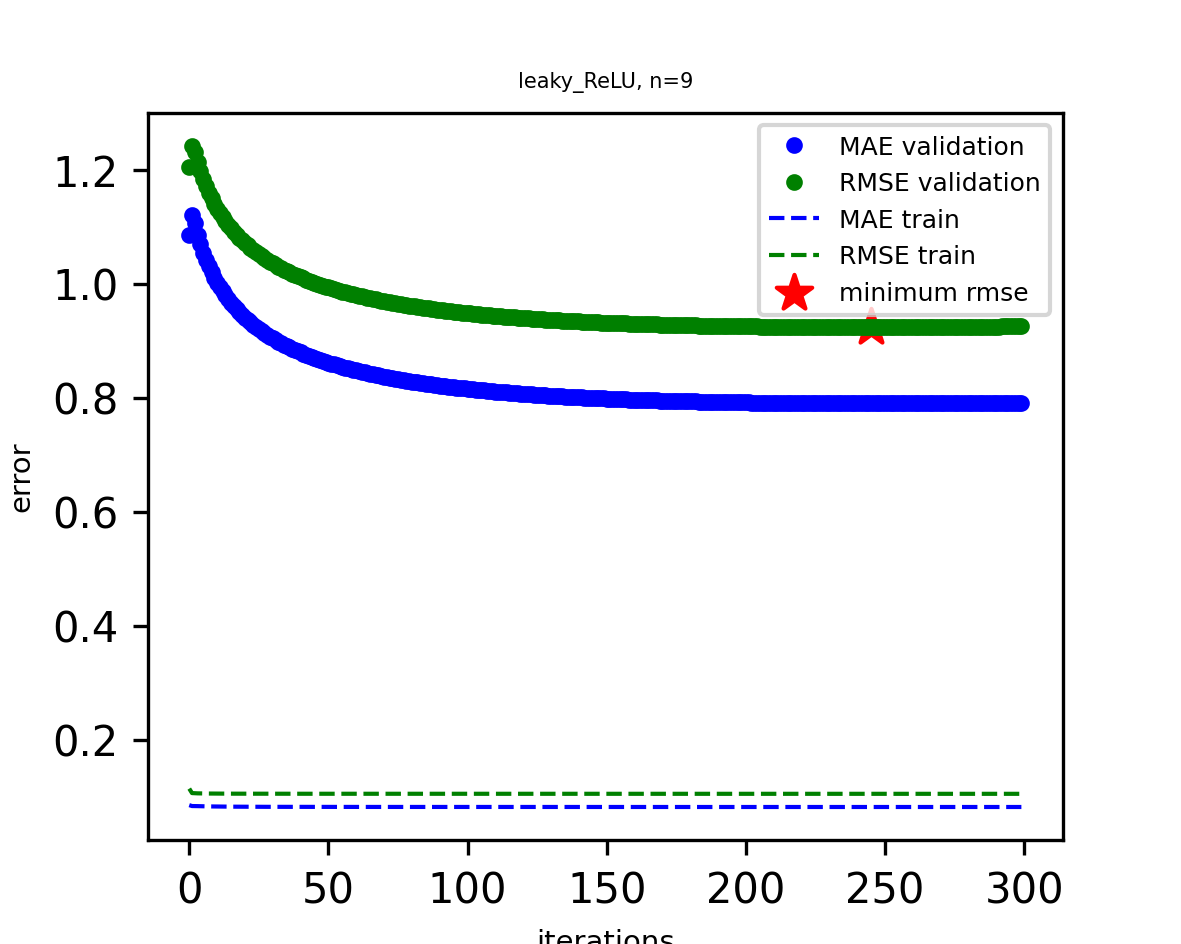 leaky_ReLU, n=9
MAE validation
RMSE validation
MAE train
RMSE train
minimum rmse
error
1.2
1.0
0.8
0.6
0.4
0.2
0 50 100 150 200 250 300
iterations